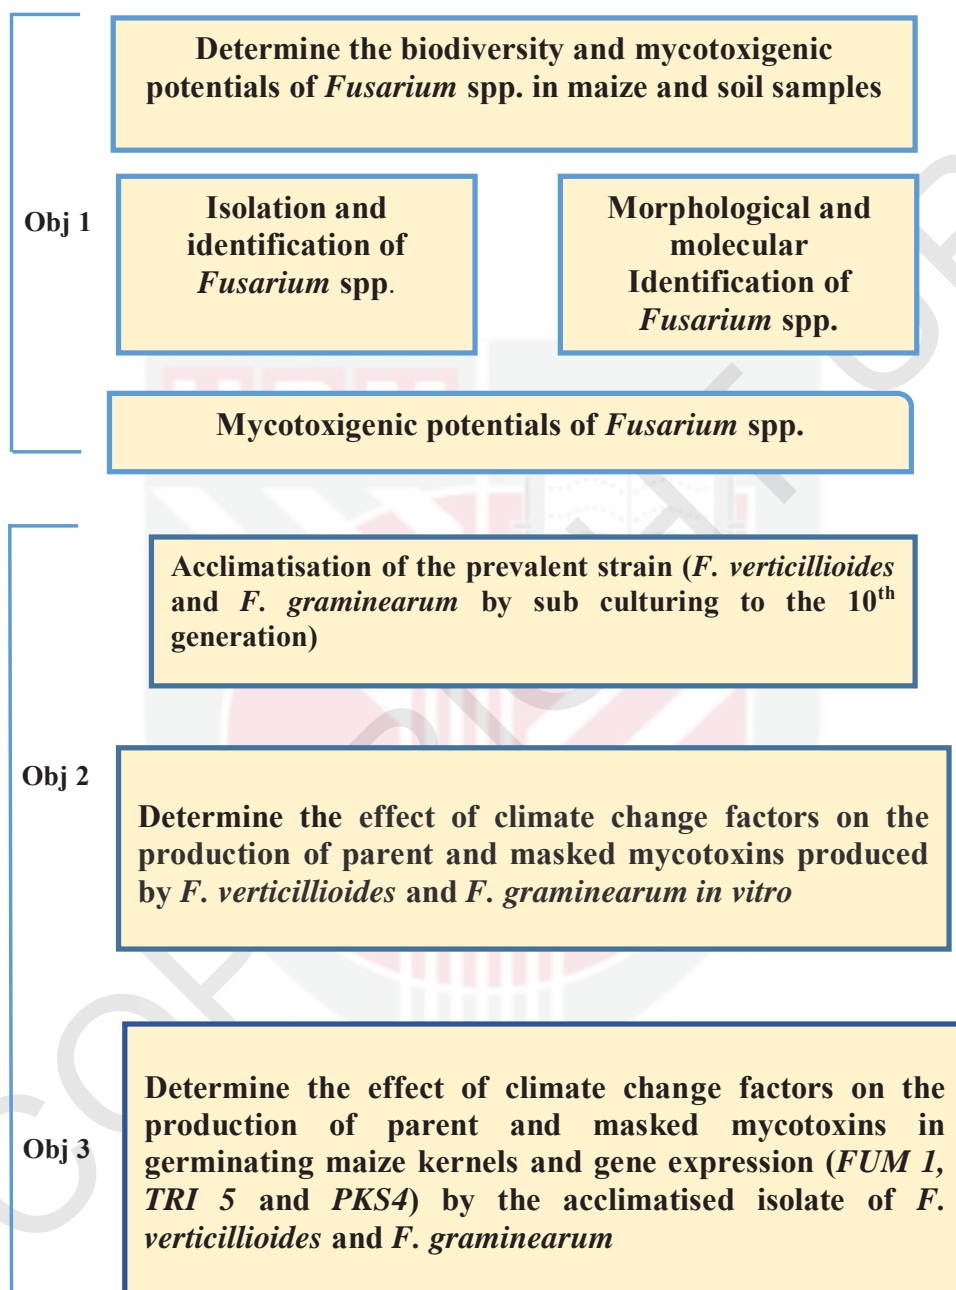 Determine the biodiversity and mycotoxigenic
potentials of Fusarium spp. in maize and soil samples
Obj 1
Isolation and
identification of
Fusarium spp.
Morphological and
molecular
Identification of
Fusarium spp.
Mycotoxigenic potentials of Fusarium spp.
Acclimatisation of the prevalent strain (F. verticillioides
and F. graminearum by sub culturing to the 10th
generation)
Obj 2
Determine the effect of climate change factors on the
production of parent and masked mycotoxins produced
by F. verticillioides and F. graminearum in vitro
Obj 3
Determine the effect of climate change factors on the
production of parent and masked mycotoxins in
germinating maize kernels and gene expression (FUM 1,
TRI 5 and PKS4) by the acclimatised isolate of F.
verticillioides and F. graminearum